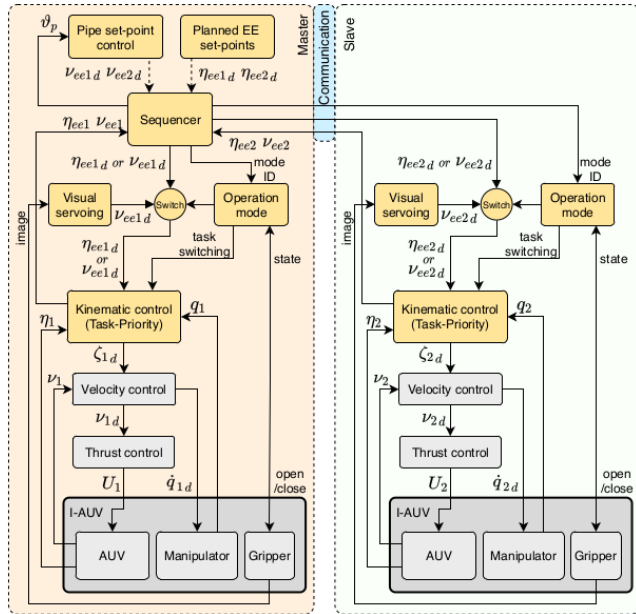 ϑp
Pipe set-point
control
Planned EE
set-points
Master
Communication
Slave
νee1d νee2d
ηee1d ηee2d
Sequencer
ηee1 νee1
ηee2 νee2
ηee1d or νee1d
mode
ID
ηee2d or νee2d
mode
ID
image
Visual
servoing
νee1d
Switch
Operation
mode
image
Visual
servoing
νee2d
Switch
Operation
mode
ηee1d
or
νee1d
task
switching
state
ηee2d
or
νee2d
task
switching
state
Kinematic control
(Task-Priority)
η1
q1
Kinematic control
(Task-Priority)
η2
q2
ζ1d
ζ2d
ν1
Velocity control
ν2
Velocity control
ν1d
ν2d
Thrust control
Thrust control
U1
q̇1d
open
/close
U2
q̇2d
open
/close
I-AUV
AUV
Manipulator
Gripper
I-AUV
AUV
Manipulator
Gripper